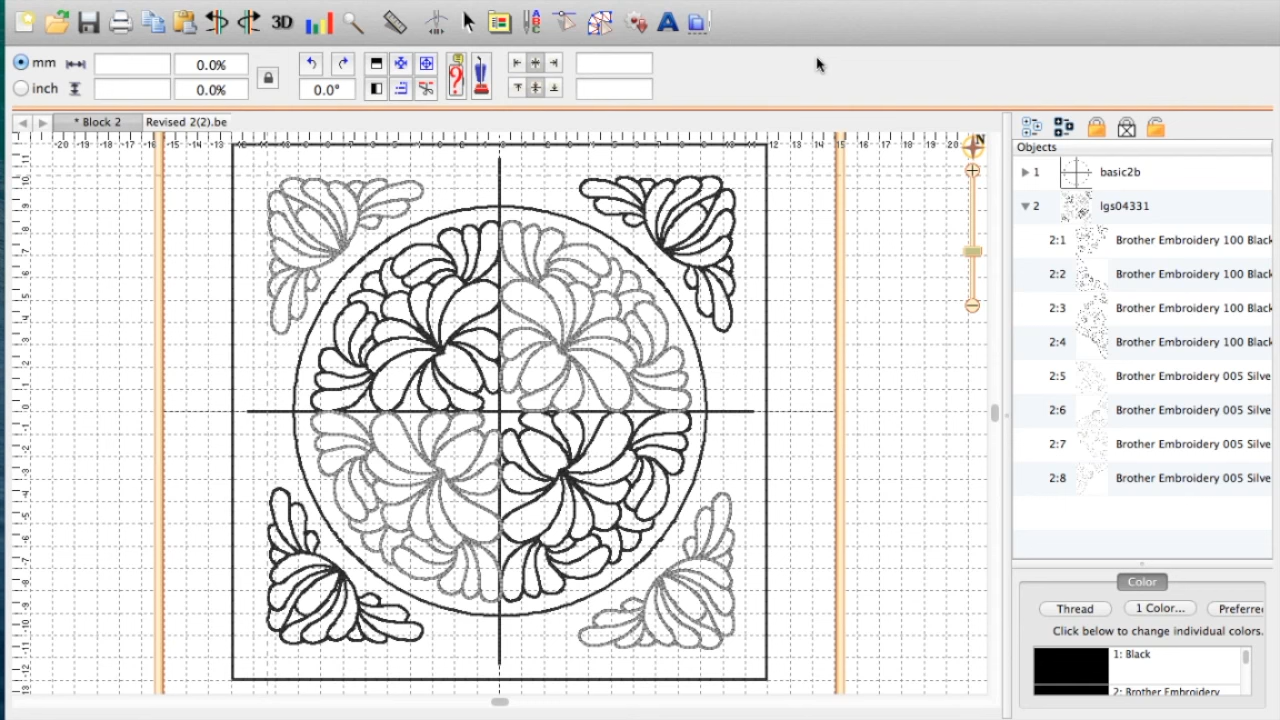 3D
A
B
C
A
mm
0.0%
inch
0.0%
0.0°
?
* Block 2
Revised 2(2).be
N
Objects
1 basic2b
2 lgs04331
2:1 Brother Embroidery 100 Black
2:2 Brother Embroidery 100 Black
2:3 Brother Embroidery 100 Black
2:4 Brother Embroidery 100 Black
2:5 Brother Embroidery 005 Silve
2:6 Brother Embroidery 005 Silve
2:7 Brother Embroidery 005 Silve
2:8 Brother Embroidery 005 Silve
Color
Thread
1 Color...
Preferre
Click below to change individual colors.
1: Black
2: Brother Embroidery